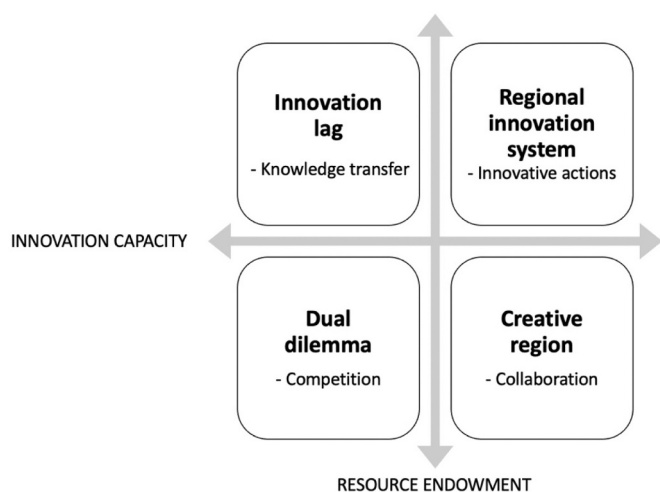 Innovation
lag
- Knowledge transfer
Regional
innovation
system
- Innovative actions
INNOVATION CAPACITY
Dual
dilemma
- Competition
Creative
region
- Collaboration
RESOURCE ENDOWMENT